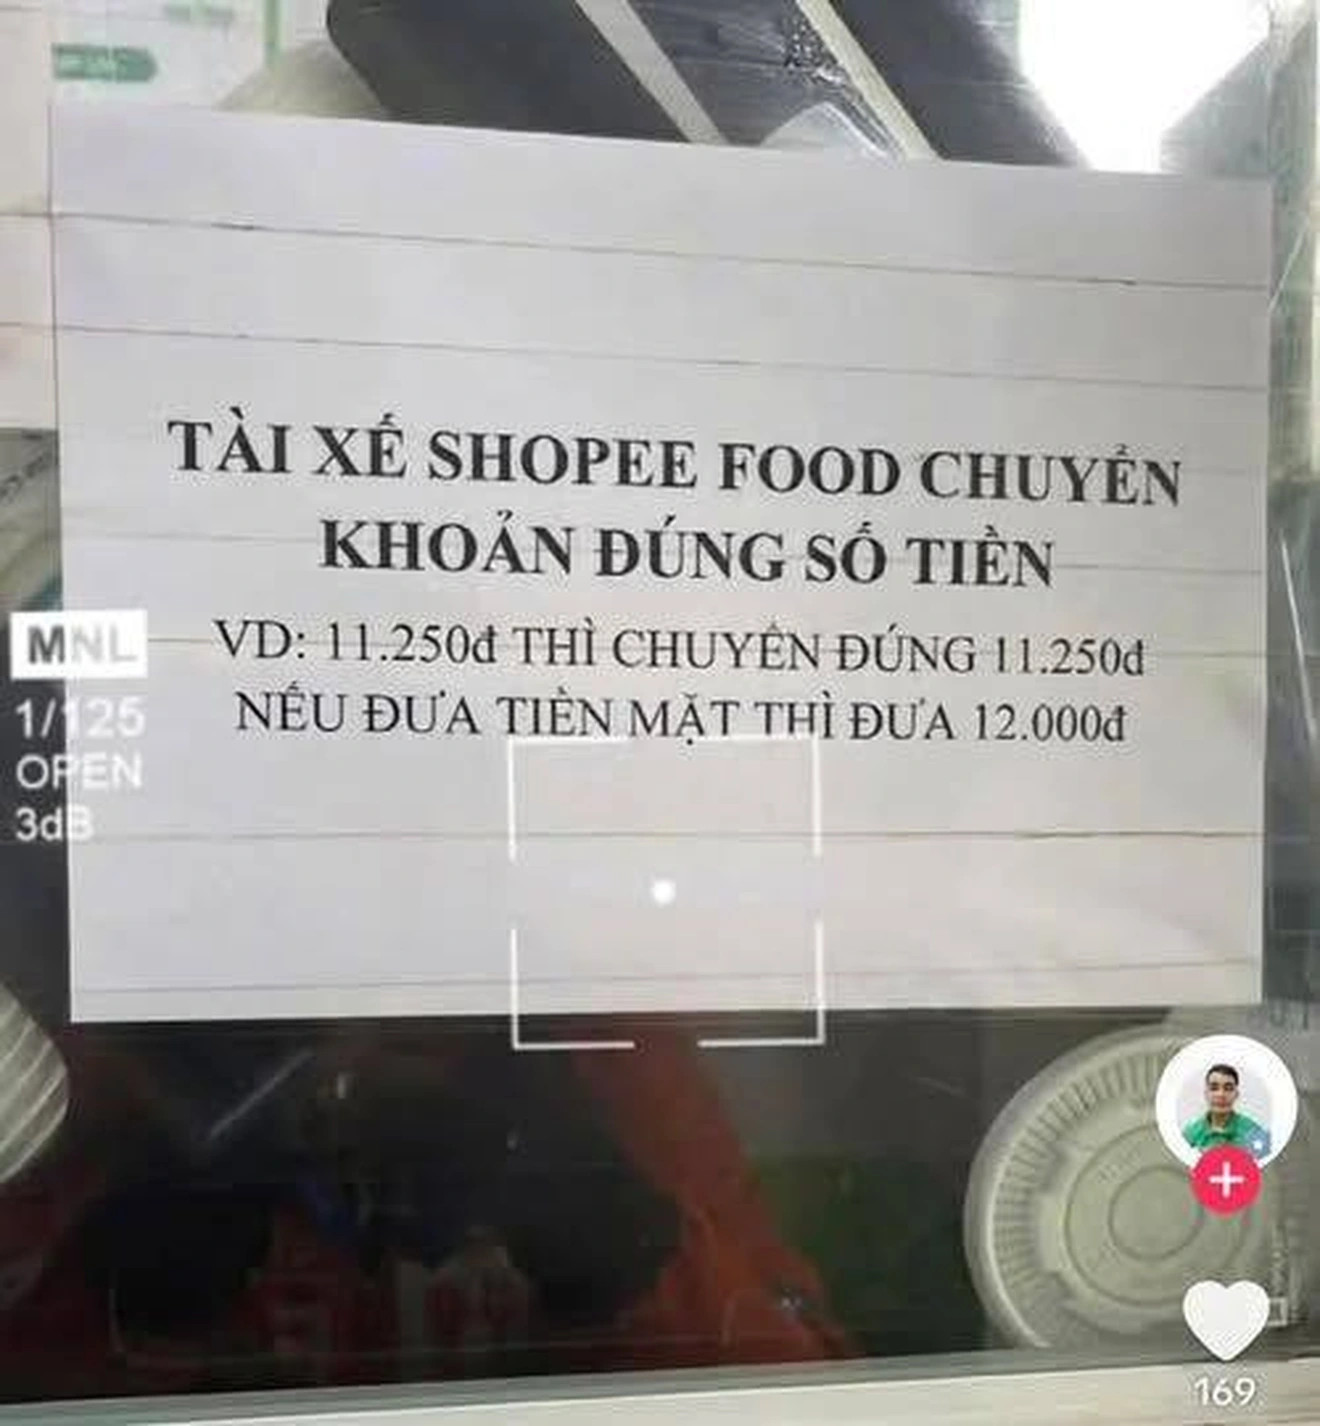 TÀI XẾ SHOPEE FOOD CHUYỂN
KHOẢN ĐÚNG SỐ TIỀN
VD: 11.250đ THÌ CHUYỂN ĐÚNG 11.250đ
NẾU ĐƯA TIỀN MẶT THÌ ĐƯA 12.000đ
MNL
1/125
OPEN
3dB
169